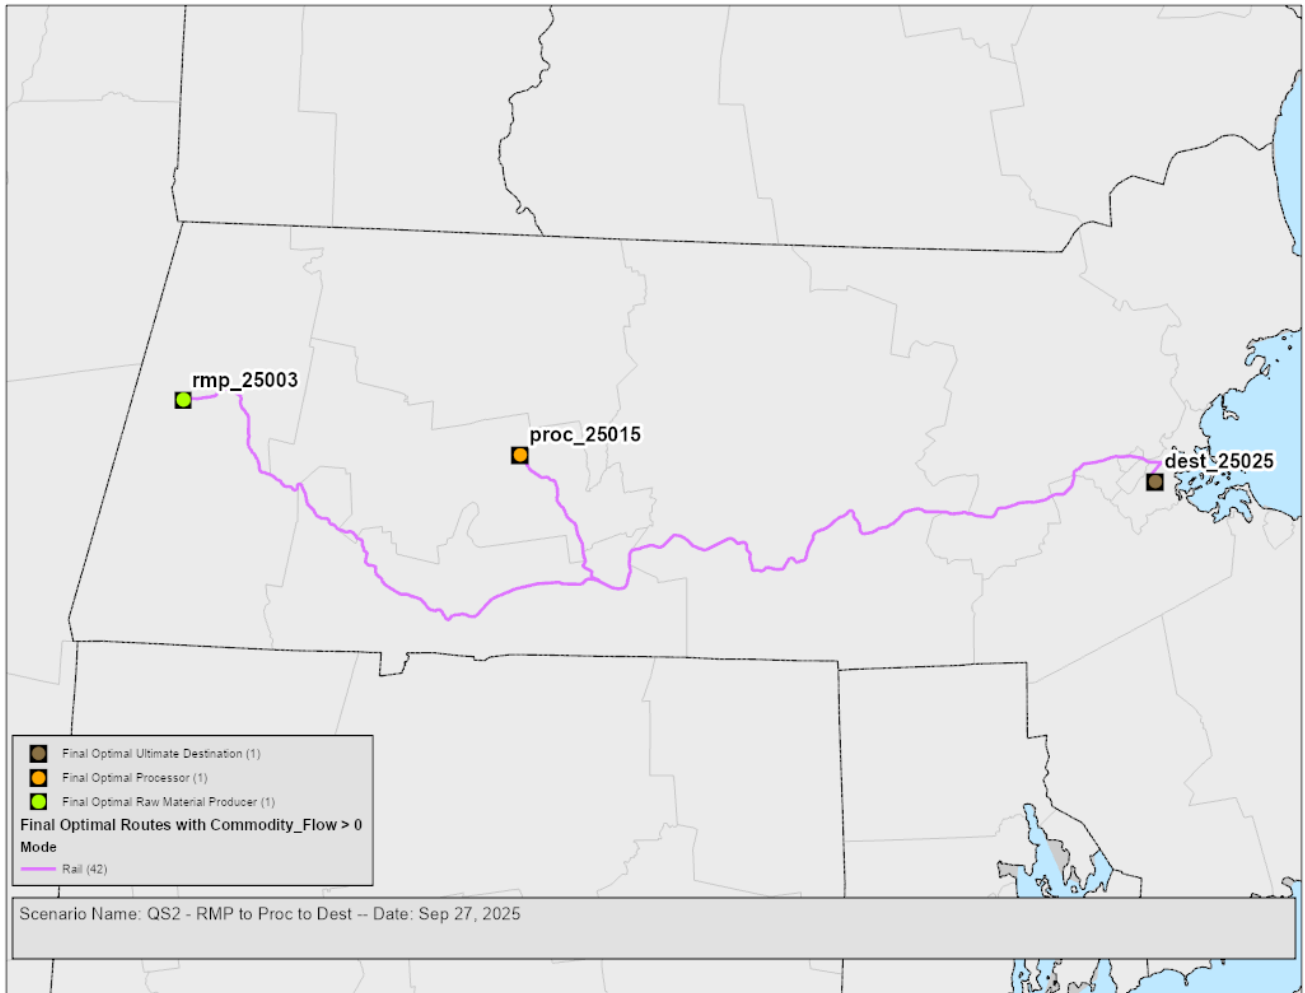 rmp_25003
proc_25015
dest_25025
Final Optimal Ultimate Destination (1)
Final Optimal Processor (1)
Final Optimal Raw Material Producer (1)
Final Optimal Routes with Commodity_Flow > 0
Mode
Rail (42)
Scenario Name: QS2 - RMP to Proc to Dest -- Date: Sep 27, 2025